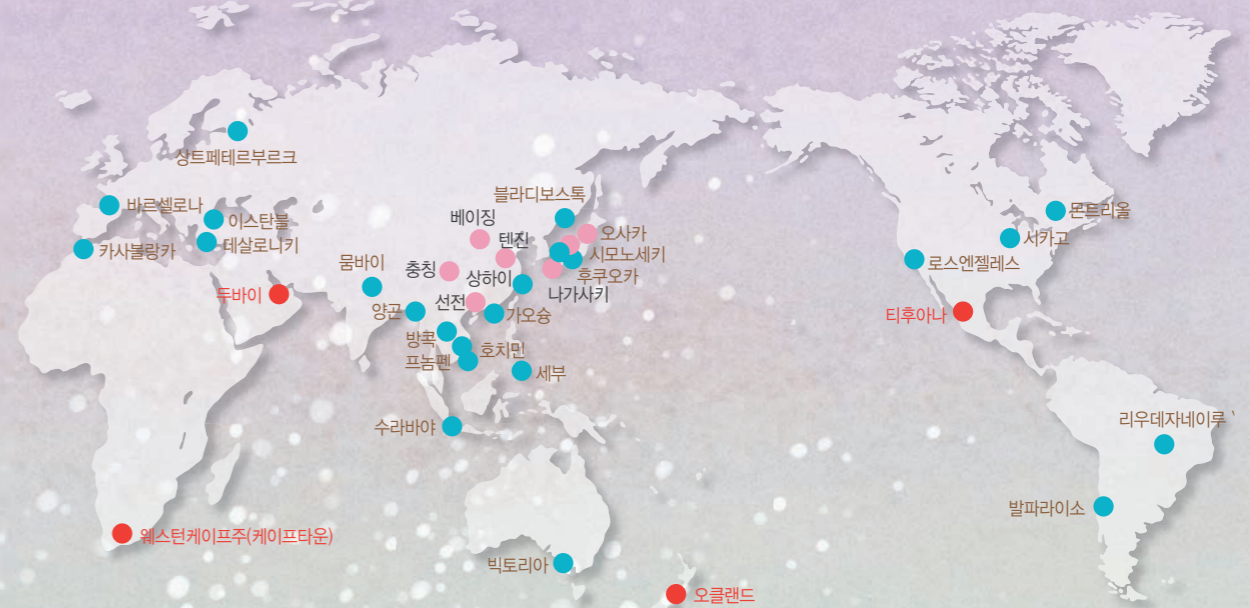 상트페테르부르크
바르셀로나
이스탄불
테살로니키
카사블랑카
두바이
뭄바이
양곤
방콕
프놈펜
호치민
수라바야
세부
블라디보스톡
베이징
텐진
충칭
상하이
선전
가오슝
오사카
시모노세키
후쿠오카
나가사키
몬트리올
시카고
로스엔젤레스
티후아나
리우데자네이루
발파라이소
웨스턴케이프주(케이프타운)
빅토리아
오클랜드